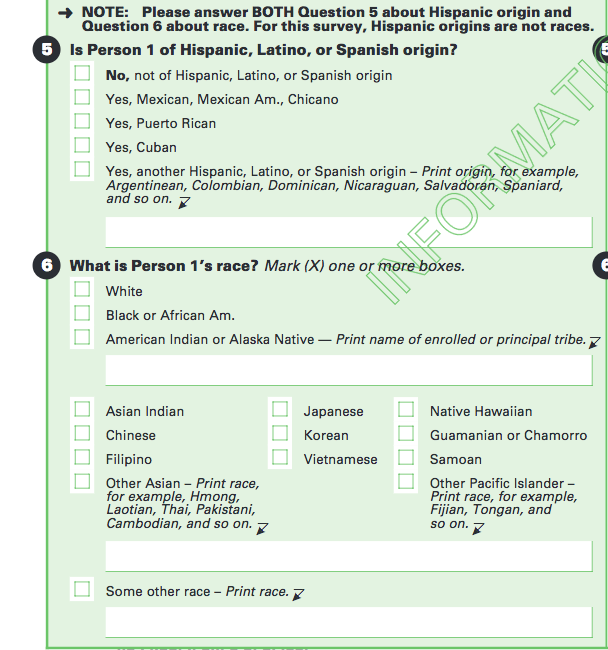 ➔ NOTE: Please answer BOTH Question 5 about Hispanic origin and
Question 6 about race. For this survey, Hispanic origins are not races.
5 Is Person 1 of Hispanic, Latino, or Spanish origin?
No, not of Hispanic, Latino, or Spanish origin
Yes, Mexican, Mexican Am., Chicano
Yes, Puerto Rican
Yes, Cuban
Yes, another Hispanic, Latino, or Spanish origin – Print origin, for example,
Argentinean, Colombian, Dominican, Nicaraguan, Salvadoran, Spaniard,
and so on.
6 What is Person 1's race? Mark (X) one or more boxes.
White
Black or African Am.
American Indian or Alaska Native — Print name of enrolled or principal tribe.
Asian Indian
Chinese
Filipino
Other Asian – Print race,
for example, Hmong,
Laotian, Thai, Pakistani,
Cambodian, and so on.
Japanese
Korean
Vietnamese
Native Hawaiian
Guamanian or Chamorro
Samoan
Other Pacific Islander –
Print race, for example,
Fijian, Tongan, and
so on.
Some other race – Print race.
INFORMATI
5
6